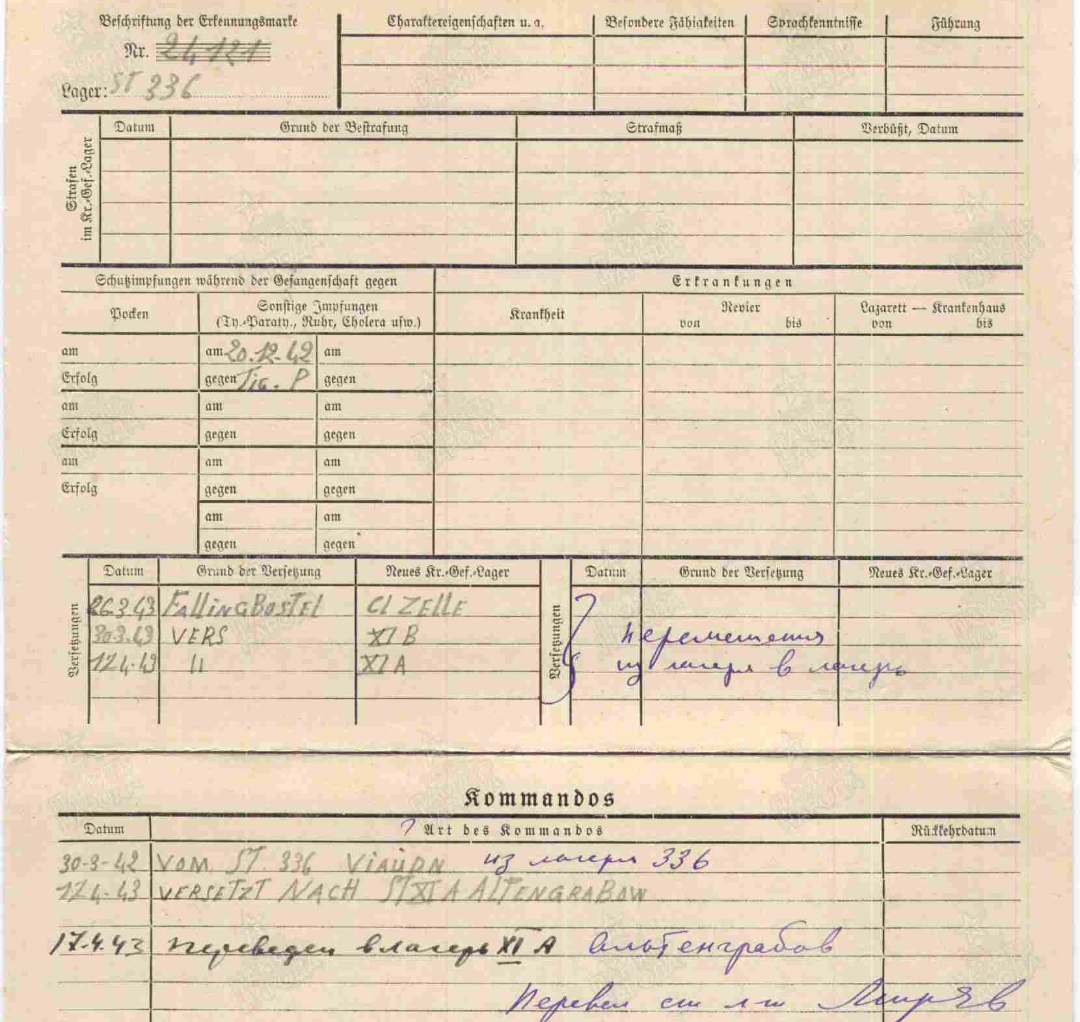 Beschriftung der Erkennungsmarke
Nr. 24121
Lager: ST 336
Charaktereigenschaften u. a.
Besondere Fähigkeiten
Sprachkenntnisse
Führung
Strafen
im Kr.-Gef.-Lager
Datum
Grund der Bestrafung
Strafmaß
Verbüßt, Datum
Schutzimpfungen während der Gefangenschaft gegen
Erkrankungen
Pocken
Sonstige Impfungen
(Ty.-Paraty., Ruhr, Cholera usw.)
Krankheit
Revier
von bis
Lazarett — Krankenhaus
von bis
am am 20.12.42 am
Erfolg gegen gegen
am am am
Erfolg gegen gegen
am am am
Erfolg gegen gegen
am am
gegen gegen
Versetzungen
Datum Grund der Versetzung Neues Kr.-Gef.-Lager
26.3.43 FALLINGBOSTEL CI ZELLE
30.3.43 VERS XI B
12.4.43 II XI A
Versetzungen
Datum Grund der Versetzung Neues Kr.-Gef.-Lager
перемещения
из лагеря в лагерь
Kommandos
Datum Art des Kommandos Rückkehrdatum
30-3-42 VOM ST 336 из лагеря 336
12.4-43 VERSETZT NACH ST XI A ALTENGRABOW
17.4.43 переведен в лагерь XI A Альтенграбов
Перевел ст л-т